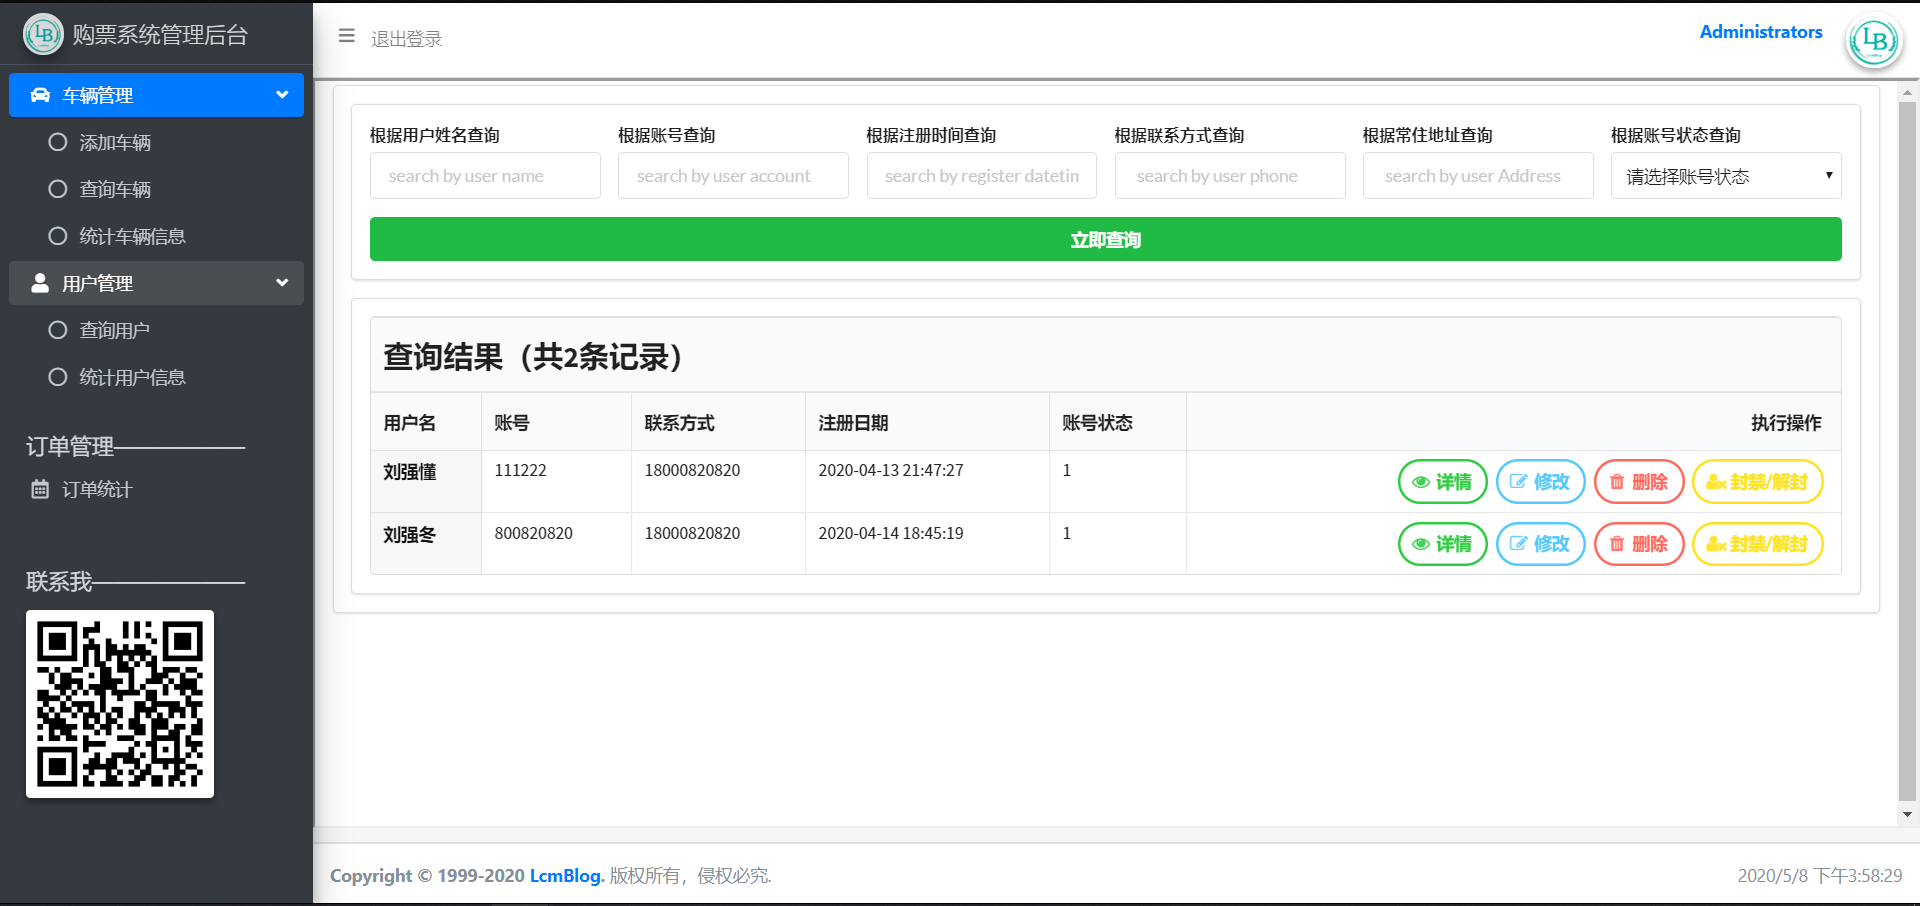 购票系统管理后台
退出登录
Administrators
LB
车辆管理
添加车辆
查询车辆
统计车辆信息
用户管理
查询用户
统计用户信息
订单管理
订单统计
联系我
根据用户姓名查询 根据账号查询 根据注册时间查询 根据联系方式查询 根据常住地址查询 根据账号状态查询
search by user name search by user account search by register datetin search by user phone search by user Address 请选择账号状态
立即查询
查询结果（共2条记录）
用户名 账号 联系方式 注册日期 账号状态 执行操作
刘强懂 111222 18000820820 2020-04-13 21:47:27 1 详情 修改 删除 封禁/解封
刘强冬 800820820 18000820820 2020-04-14 18:45:19 1 详情 修改 删除 封禁/解封
Copyright © 1999-2020 LcmBlog. 版权所有，侵权必究.
2020/5/8 下午3:58:29